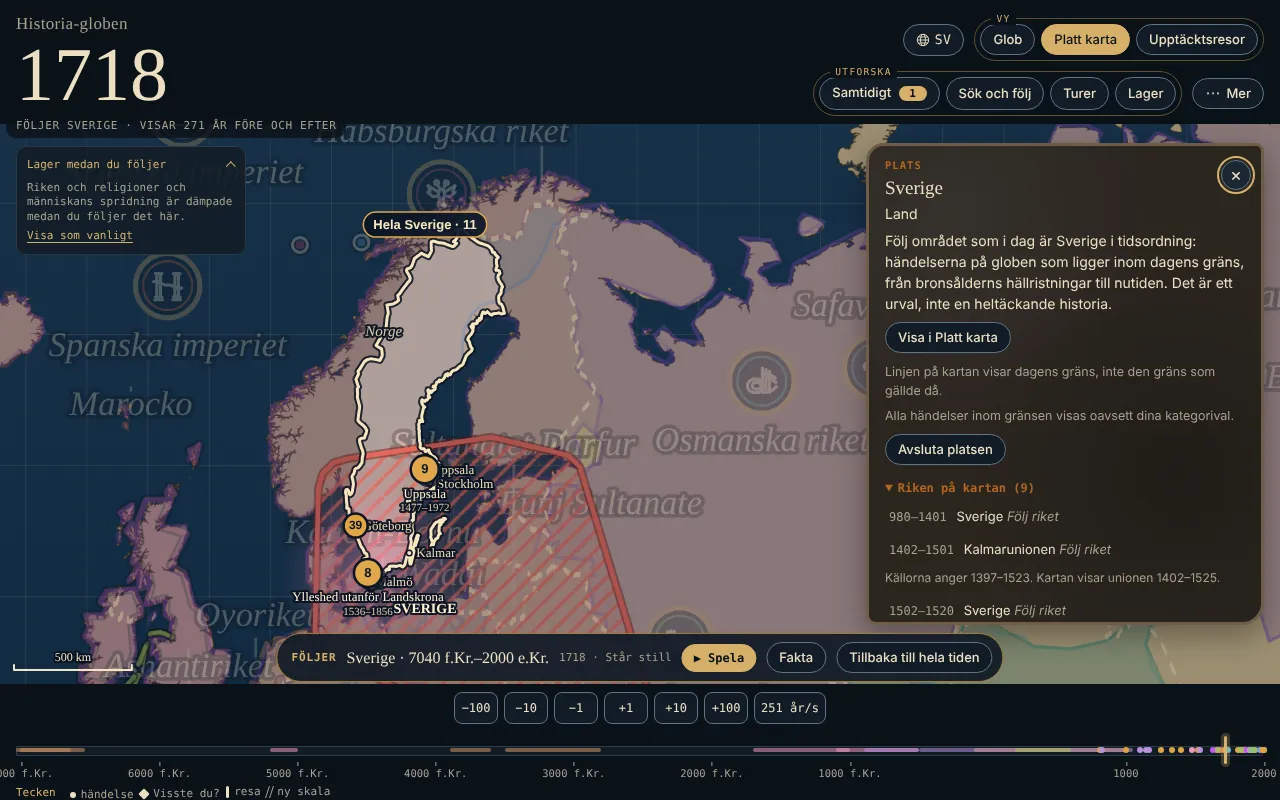 Historia-globen
1718
FÖLJER SVERIGE · VISAR 271 ÅR FÖRE OCH EFTER
SV
VY
Glob
Platt karta
Upptäcktsresor
UTFORSKA
Samtidigt 1
Sök och följ
Turer
Lager
··· Mer
Lager medan du följer
Riken och religioner och
människans spridning är dämpade
medan du följer det här.
Visa som vanligt
Habsburgska riket
Hela Sverige · 11
Norge
Spanska imperiet
Marocko
Safav
Sultanatet Darfur
Osmanska riket
Funj Sultanate
9
Uppsala
Stockholm
Uppsala
1477–1972
39
Göteborg
Kalmar
8
Malmö
Ylleshed utanför Landskrona
1536–1856
SVERIGE
Oyoriket
500 km
PLATS
Sverige
Land
Följ området som i dag är Sverige i tidsordning:
händelserna på globen som ligger inom dagens gräns,
från bronsålderns hällristningar till nutiden. Det är ett
urval, inte en heltäckande historia.
Visa i Platt karta
Linjen på kartan visar dagens gräns, inte den gräns som
gällde då.
Alla händelser inom gränsen visas oavsett dina kategorival.
Avsluta platsen
▼ Riken på kartan (9)
980–1401 Sverige Följ riket
1402–1501 Kalmarunionen Följ riket
Källorna anger 1397–1523. Kartan visar unionen 1402–1525.
1502–1520 Sverige Följ riket
FÖLJER Sverige · 7040 f.Kr.–2000 e.Kr. 1718 · Står still
▶ Spela
Fakta
Tillbaka till hela tiden
−100
−10
−1
+1
+10
+100
251 år/s
000 f.Kr.
6000 f.Kr.
5000 f.Kr.
4000 f.Kr.
3000 f.Kr.
2000 f.Kr.
1000 f.Kr.
1000
2000
Tecken
händelse
Visste du?
resa
ny skala